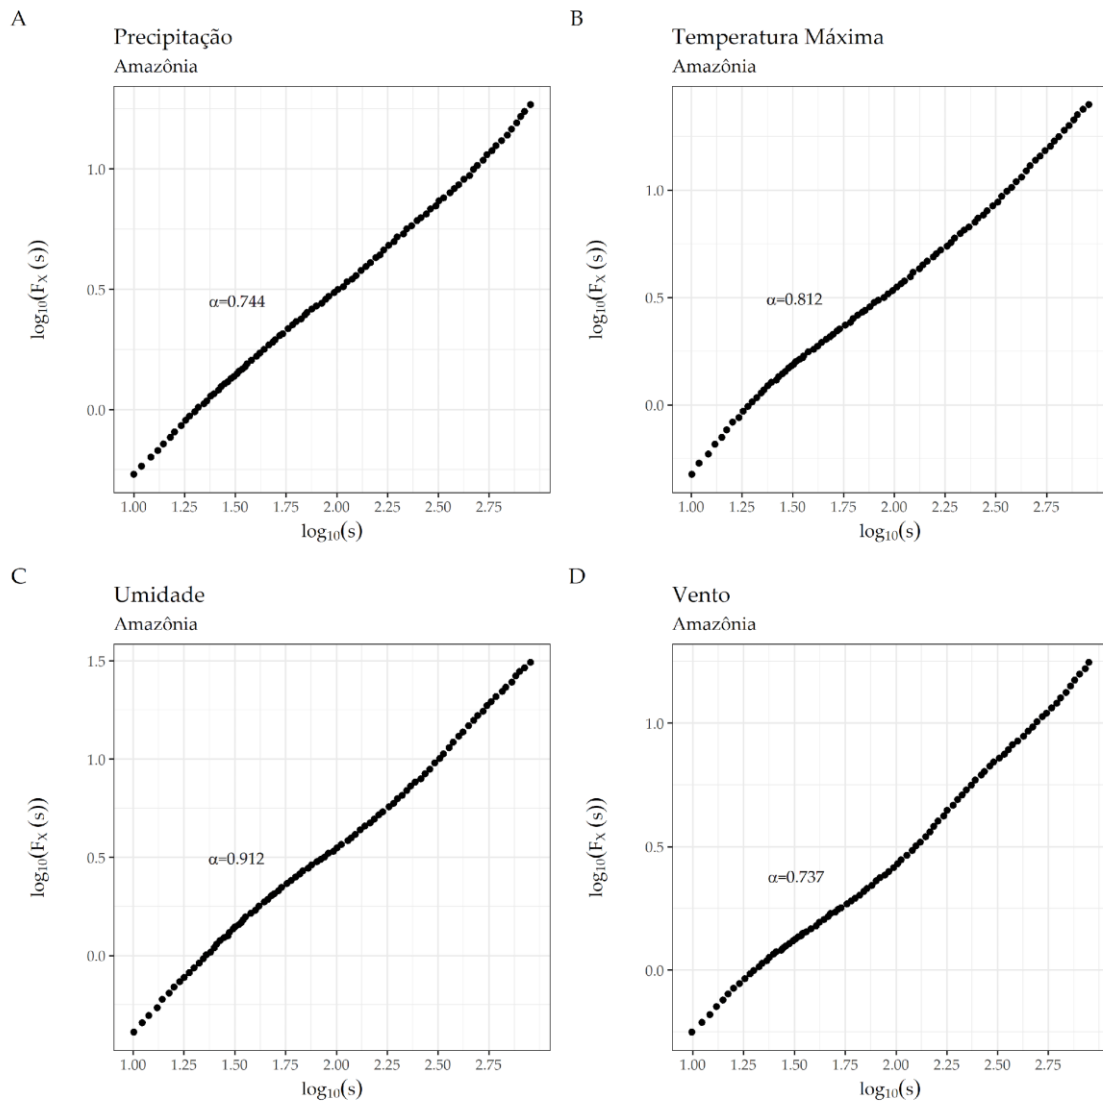 A
Precipitação
Amazônia
1.0
0.5
0.0
log₁₀(Fₓ(s))
α=0.744
1.00 1.25 1.50 1.75 2.00 2.25 2.50 2.75
log₁₀(s)
B
Temperatura Máxima
Amazônia
1.0
0.5
0.0
log₁₀(Fₓ(s))
α=0.812
1.00 1.25 1.50 1.75 2.00 2.25 2.50 2.75
log₁₀(s)
C
Umidade
Amazônia
1.5
1.0
0.5
0.0
log₁₀(Fₓ(s))
α=0.912
1.00 1.25 1.50 1.75 2.00 2.25 2.50 2.75
log₁₀(s)
D
Vento
Amazônia
1.0
0.5
0.0
log₁₀(Fₓ(s))
α=0.737
1.00 1.25 1.50 1.75 2.00 2.25 2.50 2.75
log₁₀(s)